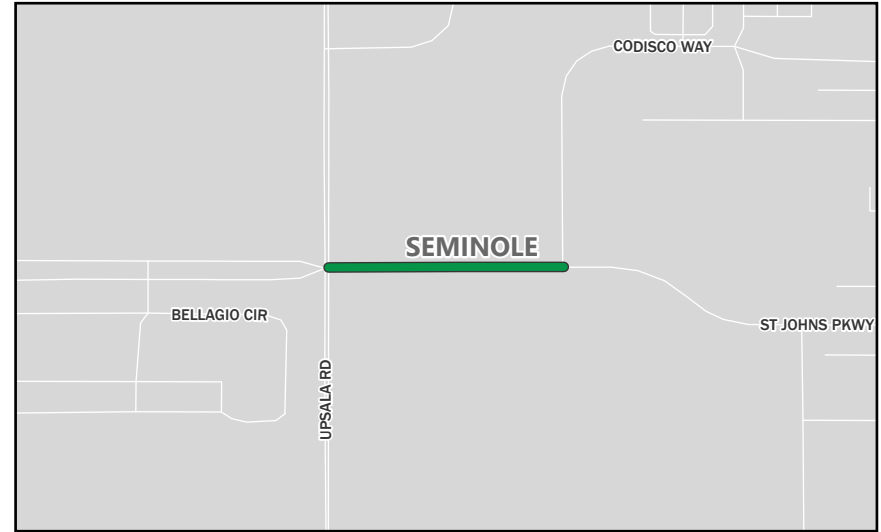 CODISCO WAY
SEMINOLE
BELLAGIO CIR
ST JOHNS PKWY
UPSALA RD